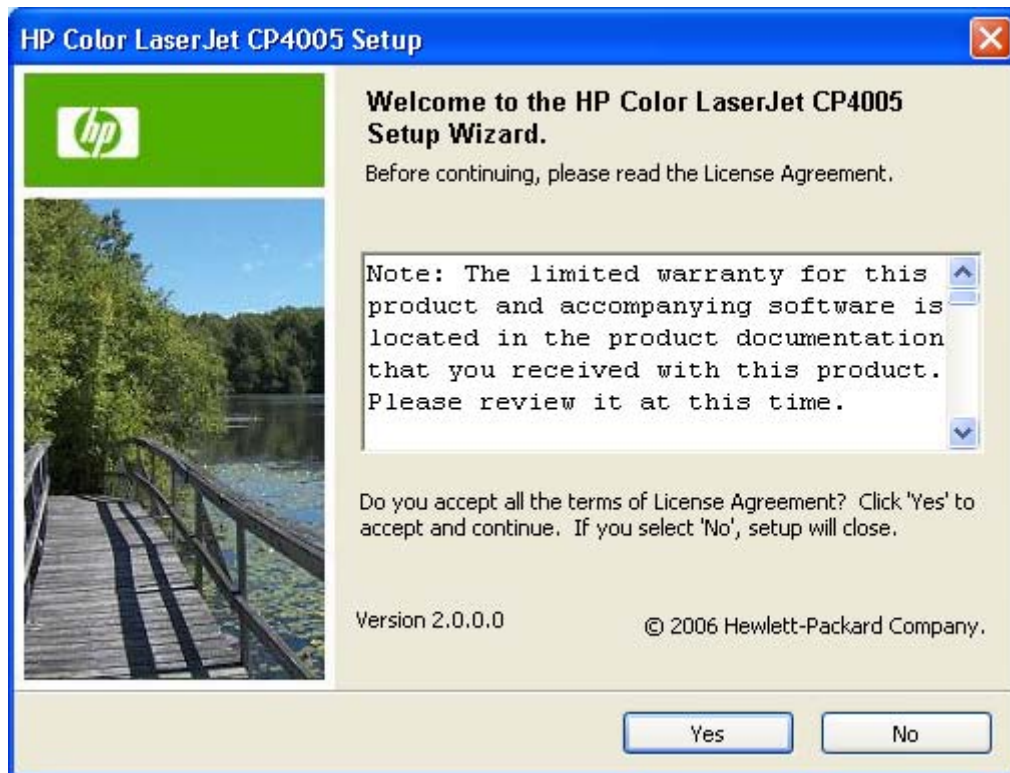 HP Color LaserJet CP4005 Setup
hp
Welcome to the HP Color LaserJet CP4005
Setup Wizard.
Before continuing, please read the License Agreement.
Note: The limited warranty for this
product and accompanying software is
located in the product documentation
that you received with this product.
Please review it at this time.
Do you accept all the terms of License Agreement? Click 'Yes' to
accept and continue. If you select 'No', setup will close.
Version 2.0.0.0
© 2006 Hewlett-Packard Company.
Yes
No